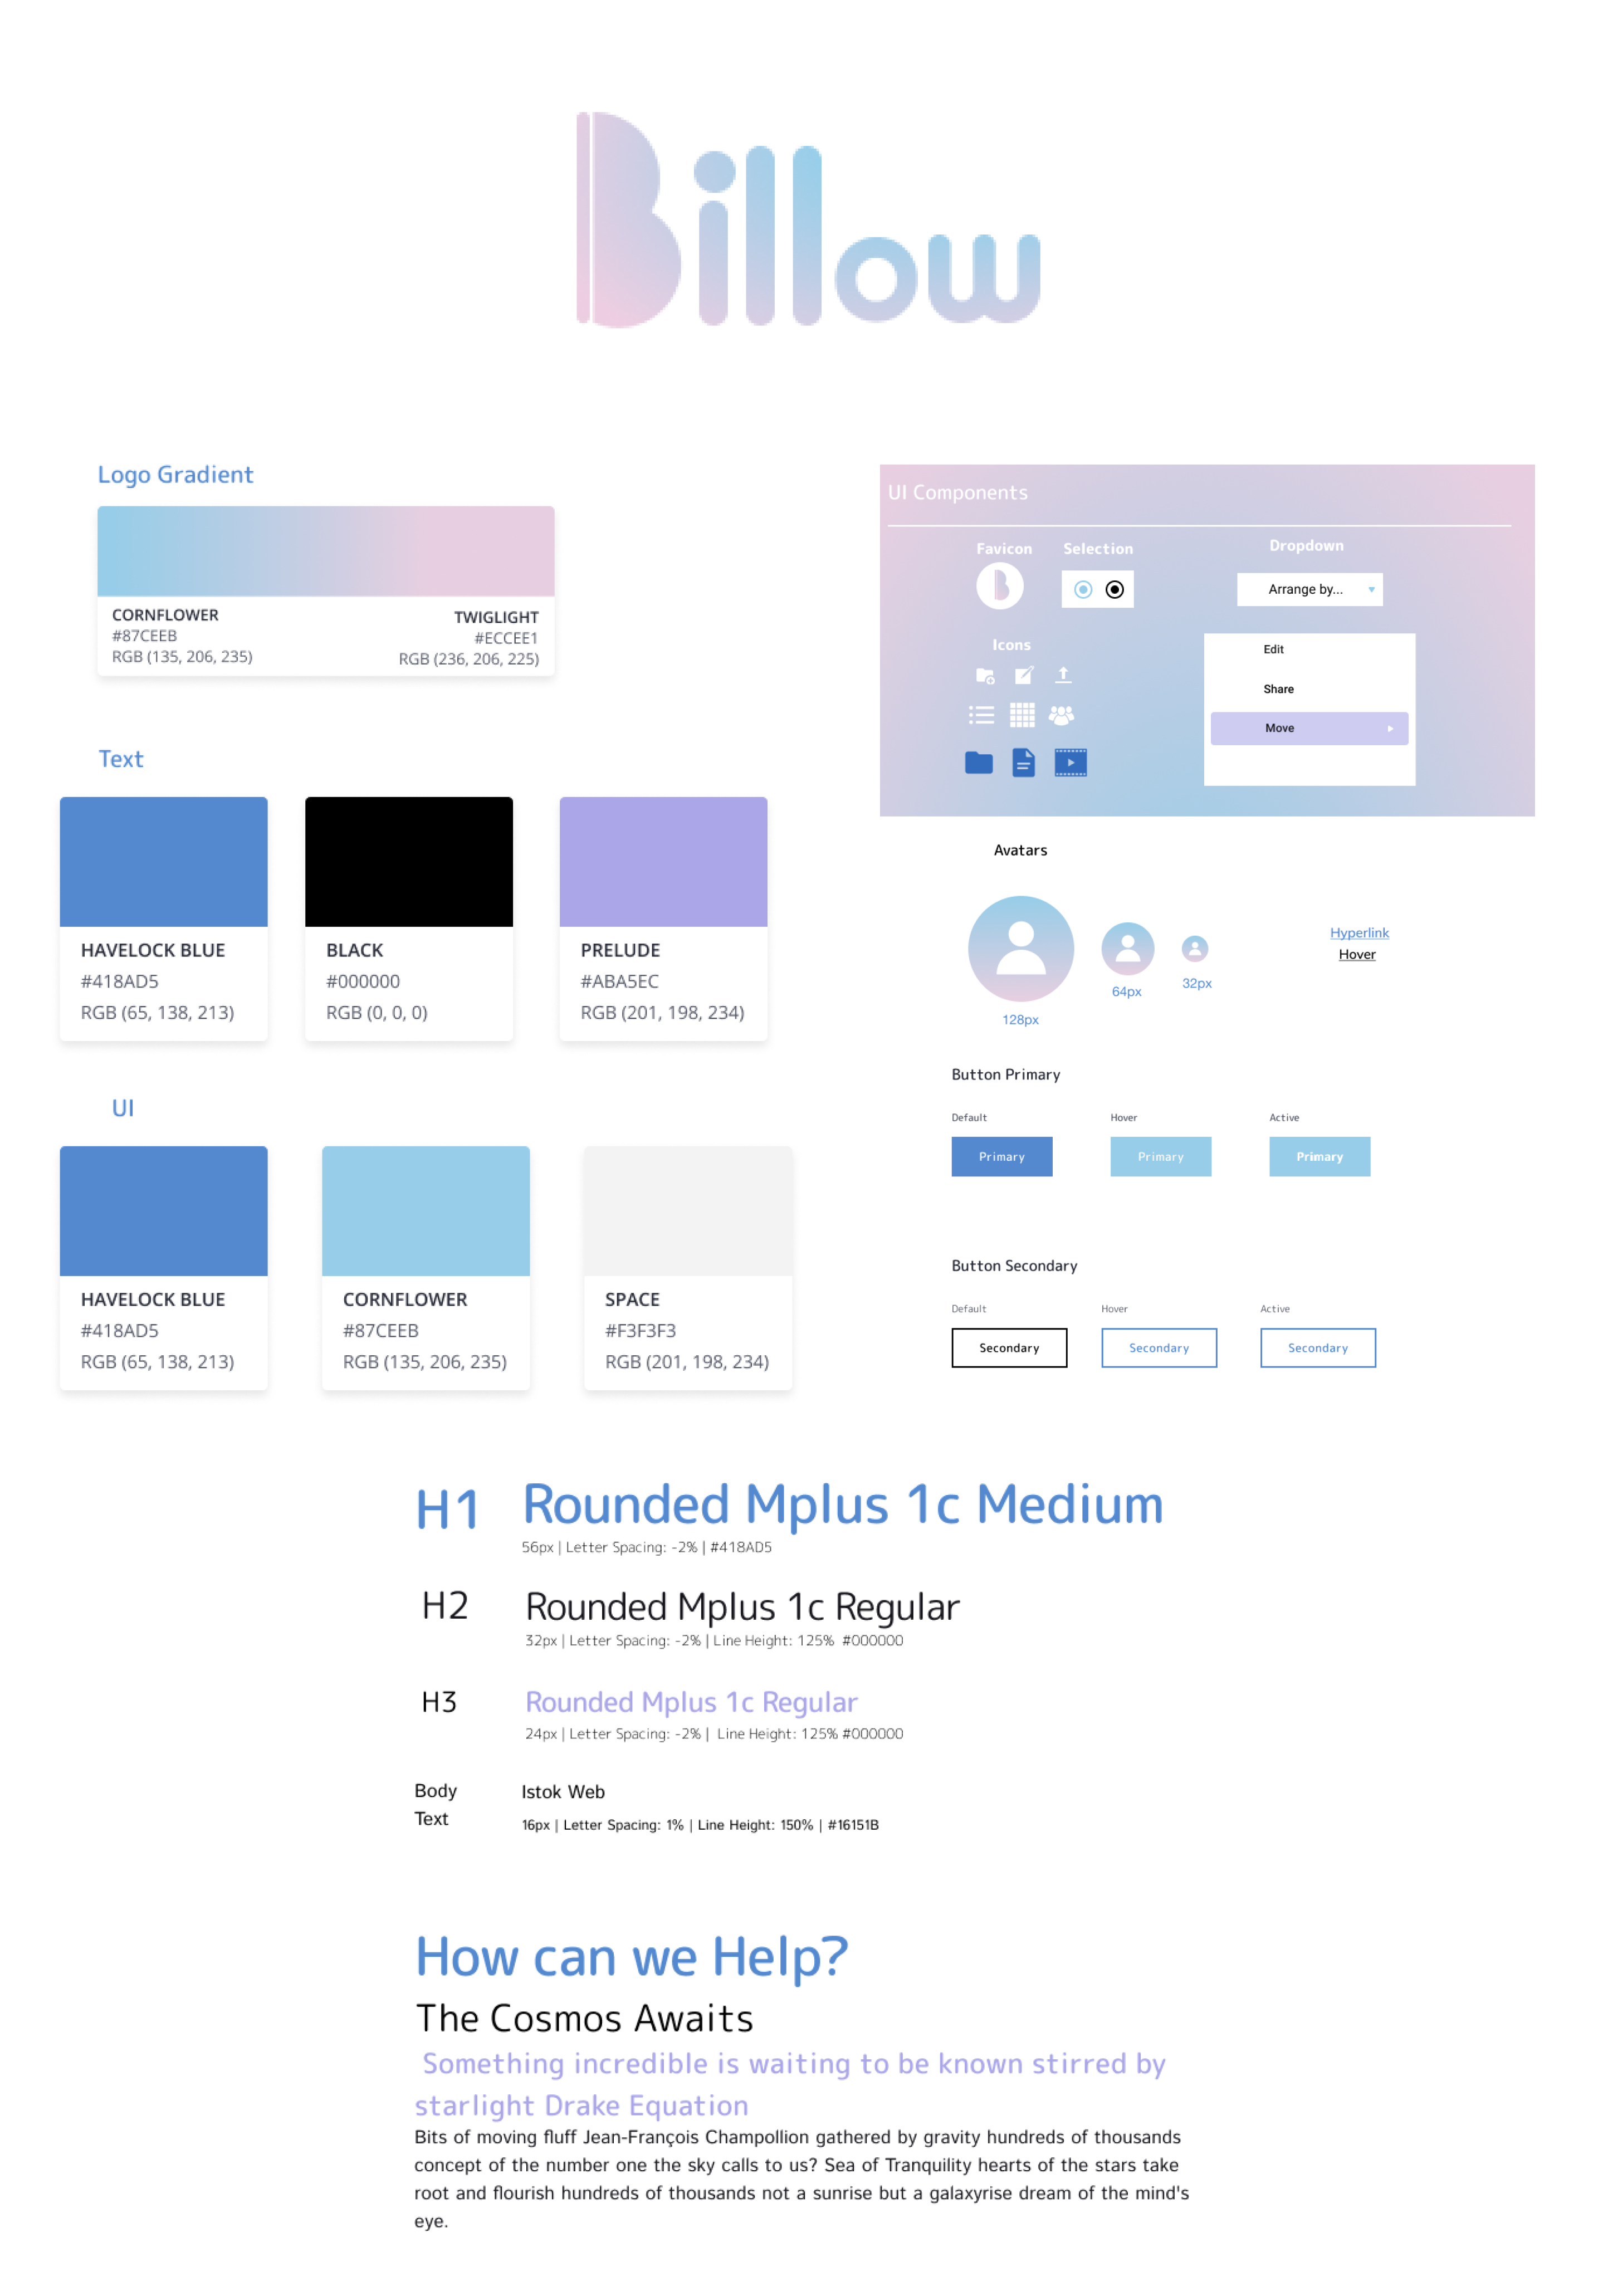 Billow
Logo Gradient
CORNFLOWER
#87CEEB
RGB (135, 206, 235)
TWIGLIGHT
#ECCEE1
RGB (236, 206, 225)
Text
HAVELOCK BLUE
#418AD5
RGB (65, 138, 213)
BLACK
#000000
RGB (0, 0, 0)
PRELUDE
#ABA5EC
RGB (201, 198, 234)
UI
HAVELOCK BLUE
#418AD5
RGB (65, 138, 213)
CORNFLOWER
#87CEEB
RGB (135, 206, 235)
SPACE
#F3F3F3
RGB (201, 198, 234)
UI Components
Favicon
B
Selection
Dropdown
Arrange by...
Icons
Edit
Share
Move
Avatars
128px
64px
32px
Hyperlink
Hover
Button Primary
Default
Hover
Active
Primary
Primary
Primary
Button Secondary
Default
Hover
Active
Secondary
Secondary
Secondary
H1 Rounded Mplus 1c Medium
56px | Letter Spacing: -2% | #418AD5
H2 Rounded Mplus 1c Regular
32px | Letter Spacing: -2% | Line Height: 125% #000000
H3 Rounded Mplus 1c Regular
24px | Letter Spacing: -2% | Line Height: 125% #000000
Body
Text
Istok Web
16px | Letter Spacing: 1% | Line Height: 150% | #16151B
How can we Help?
The Cosmos Awaits
Something incredible is waiting to be known stirred by
starlight Drake Equation
Bits of moving fluff Jean-François Champollion gathered by gravity hundreds of thousands
concept of the number one the sky calls to us? Sea of Tranquility hearts of the stars take
root and flourish hundreds of thousands not a sunrise but a galaxyrise dream of the mind's
eye.